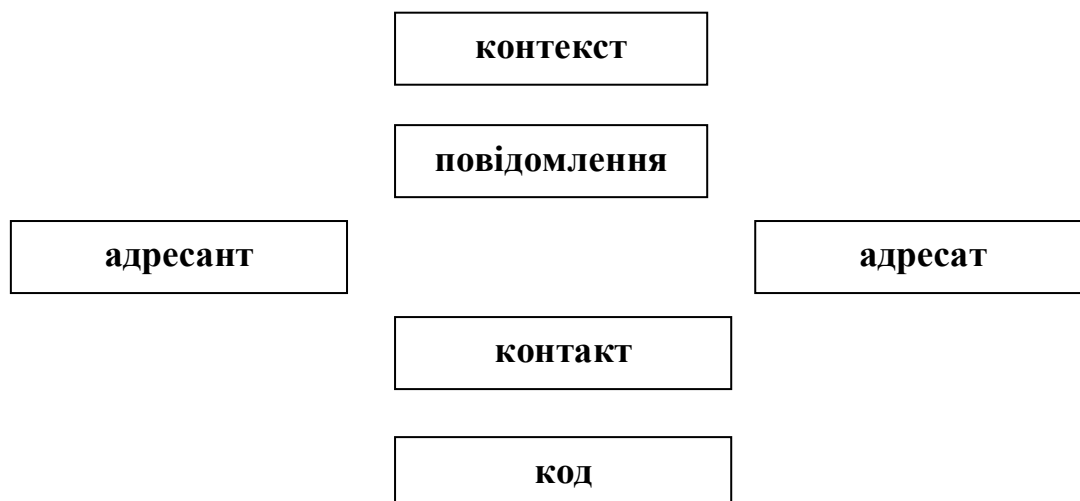 контекст
повідомлення
адресант
адресат
контакт
код